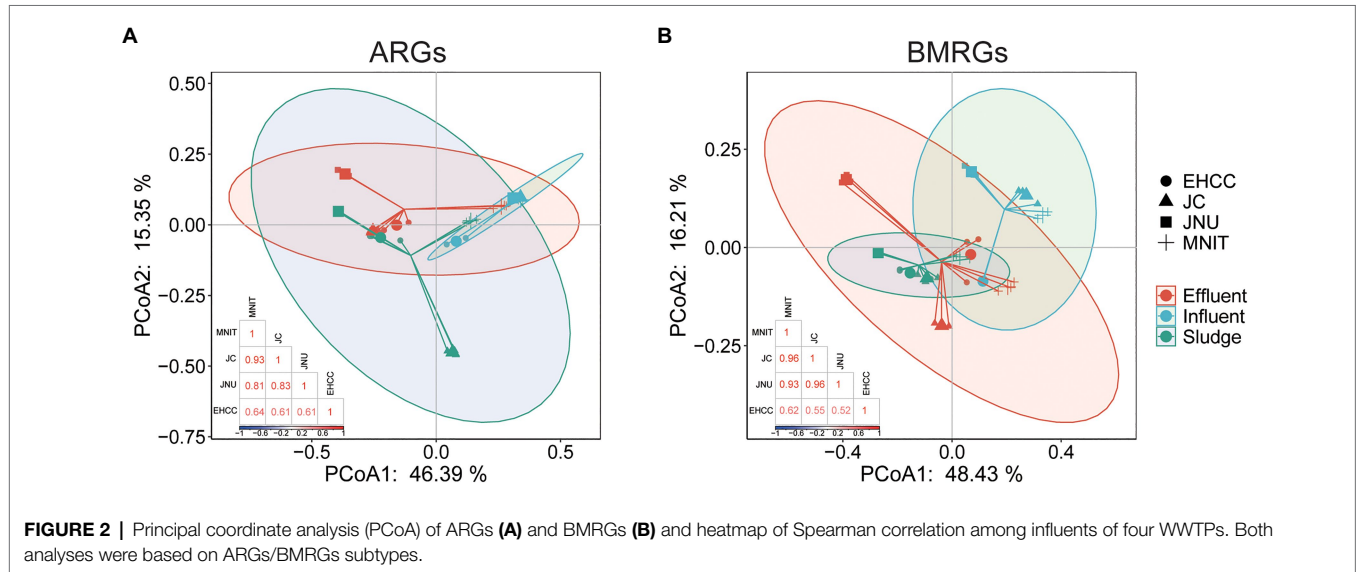 A
ARGs
0.50
0.25
0.00
−0.25
−0.50
−0.75
PCoA2: 15.35 %
−0.5
0.0
0.5
PCoA1: 46.39 %
MNIT
MNIT 1
JC
JC 0.93 1
JNU
JNU 0.81 0.83 1
EHCC
EHCC 0.64 0.61 0.61 1
−1 −0.6 −0.2 0.2 0.6 1
B
BMRGs
0.25
0.00
−0.25
PCoA2: 16.21 %
−0.4
0.0
0.4
PCoA1: 48.43 %
MNIT
MNIT 1
JC
JC 0.96 1
JNU
JNU 0.93 0.96 1
EHCC
EHCC 0.62 0.55 0.52 1
−1 −0.6 −0.2 0.2 0.6 1
EHCC
JC
JNU
MNIT
Effluent
Influent
Sludge
FIGURE 2 | Principal coordinate analysis (PCoA) of ARGs (A) and BMRGs (B) and heatmap of Spearman correlation among influents of four WWTPs. Both
analyses were based on ARGs/BMRGs subtypes.